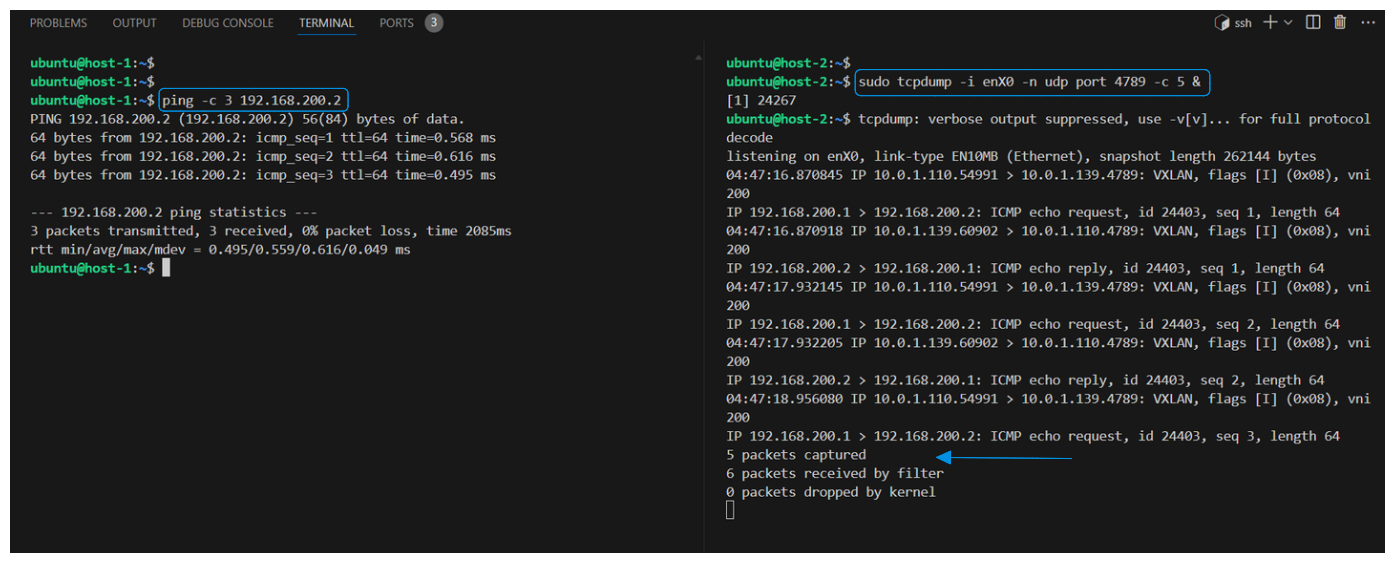 PROBLEMS OUTPUT DEBUG CONSOLE TERMINAL PORTS 3 ssh
ubuntu@host-1:~$
ubuntu@host-1:~$
ubuntu@host-1:~$ ping -c 3 192.168.200.2
PING 192.168.200.2 (192.168.200.2) 56(84) bytes of data.
64 bytes from 192.168.200.2: icmp_seq=1 ttl=64 time=0.568 ms
64 bytes from 192.168.200.2: icmp_seq=2 ttl=64 time=0.616 ms
64 bytes from 192.168.200.2: icmp_seq=3 ttl=64 time=0.495 ms
--- 192.168.200.2 ping statistics ---
3 packets transmitted, 3 received, 0% packet loss, time 2085ms
rtt min/avg/max/mdev = 0.495/0.559/0.616/0.049 ms
ubuntu@host-1:~$
ubuntu@host-2:~$
ubuntu@host-2:~$ sudo tcpdump -i enX0 -n udp port 4789 -c 5 &
[1] 24267
ubuntu@host-2:~$ tcpdump: verbose output suppressed, use -v[v]... for full protocol
decode
listening on enX0, link-type EN10MB (Ethernet), snapshot length 262144 bytes
04:47:16.870845 IP 10.0.1.110.54991 > 10.0.1.139.4789: VXLAN, flags [I] (0x08), vni
200
IP 192.168.200.1 > 192.168.200.2: ICMP echo request, id 24403, seq 1, length 64
04:47:16.870918 IP 10.0.1.139.60902 > 10.0.1.110.4789: VXLAN, flags [I] (0x08), vni
200
IP 192.168.200.2 > 192.168.200.1: ICMP echo reply, id 24403, seq 1, length 64
04:47:17.932145 IP 10.0.1.110.54991 > 10.0.1.139.4789: VXLAN, flags [I] (0x08), vni
200
IP 192.168.200.1 > 192.168.200.2: ICMP echo request, id 24403, seq 2, length 64
04:47:17.932205 IP 10.0.1.139.60902 > 10.0.1.110.4789: VXLAN, flags [I] (0x08), vni
200
IP 192.168.200.2 > 192.168.200.1: ICMP echo reply, id 24403, seq 2, length 64
04:47:18.956080 IP 10.0.1.110.54991 > 10.0.1.139.4789: VXLAN, flags [I] (0x08), vni
200
IP 192.168.200.1 > 192.168.200.2: ICMP echo request, id 24403, seq 3, length 64
5 packets captured
6 packets received by filter
0 packets dropped by kernel